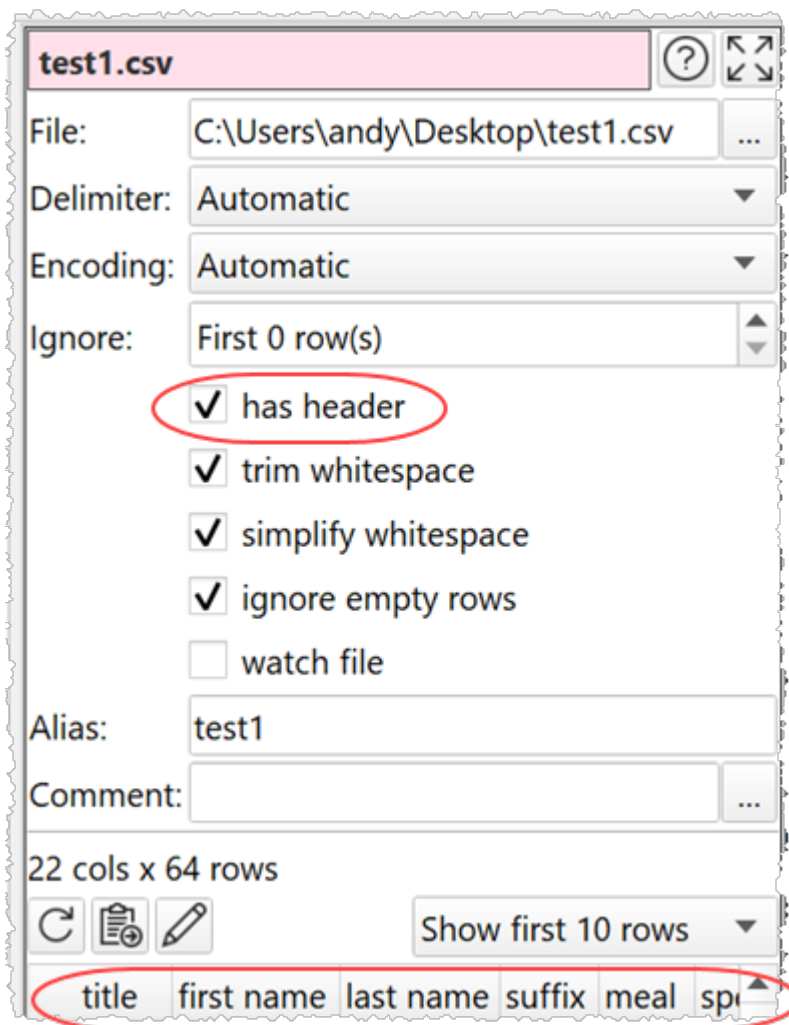 test1.csv
File: C:\Users\andy\Desktop\test1.csv ...
Delimiter: Automatic
Encoding: Automatic
Ignore: First 0 row(s)
has header
trim whitespace
simplify whitespace
ignore empty rows
watch file
Alias: test1
Comment: ...
22 cols x 64 rows
Show first 10 rows
title first name last name suffix meal